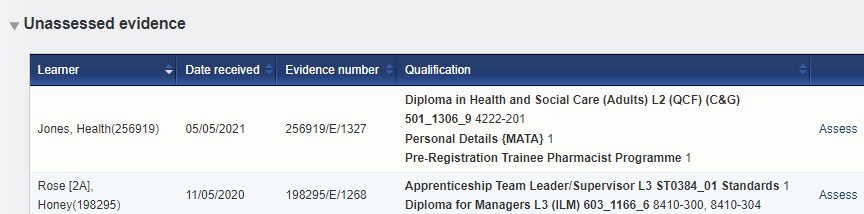 Unassessed evidence
Learner Date received Evidence number Qualification
Diploma in Health and Social Care (Adults) L2 (QCF) (C&G)
501_1306_9 4222-201
Jones, Health(256919) 05/05/2021 256919/E/1327 Assess
Personal Details {MATA} 1
Pre-Registration Trainee Pharmacist Programme 1
Rose [2A], Apprenticeship Team Leader/Supervisor L3 ST0384_01 Standards 1
11/05/2020 198295/E/1268 Assess
Honey(198295) Diploma for Managers L3 (ILM) 603_1166_6 8410-300, 8410-304